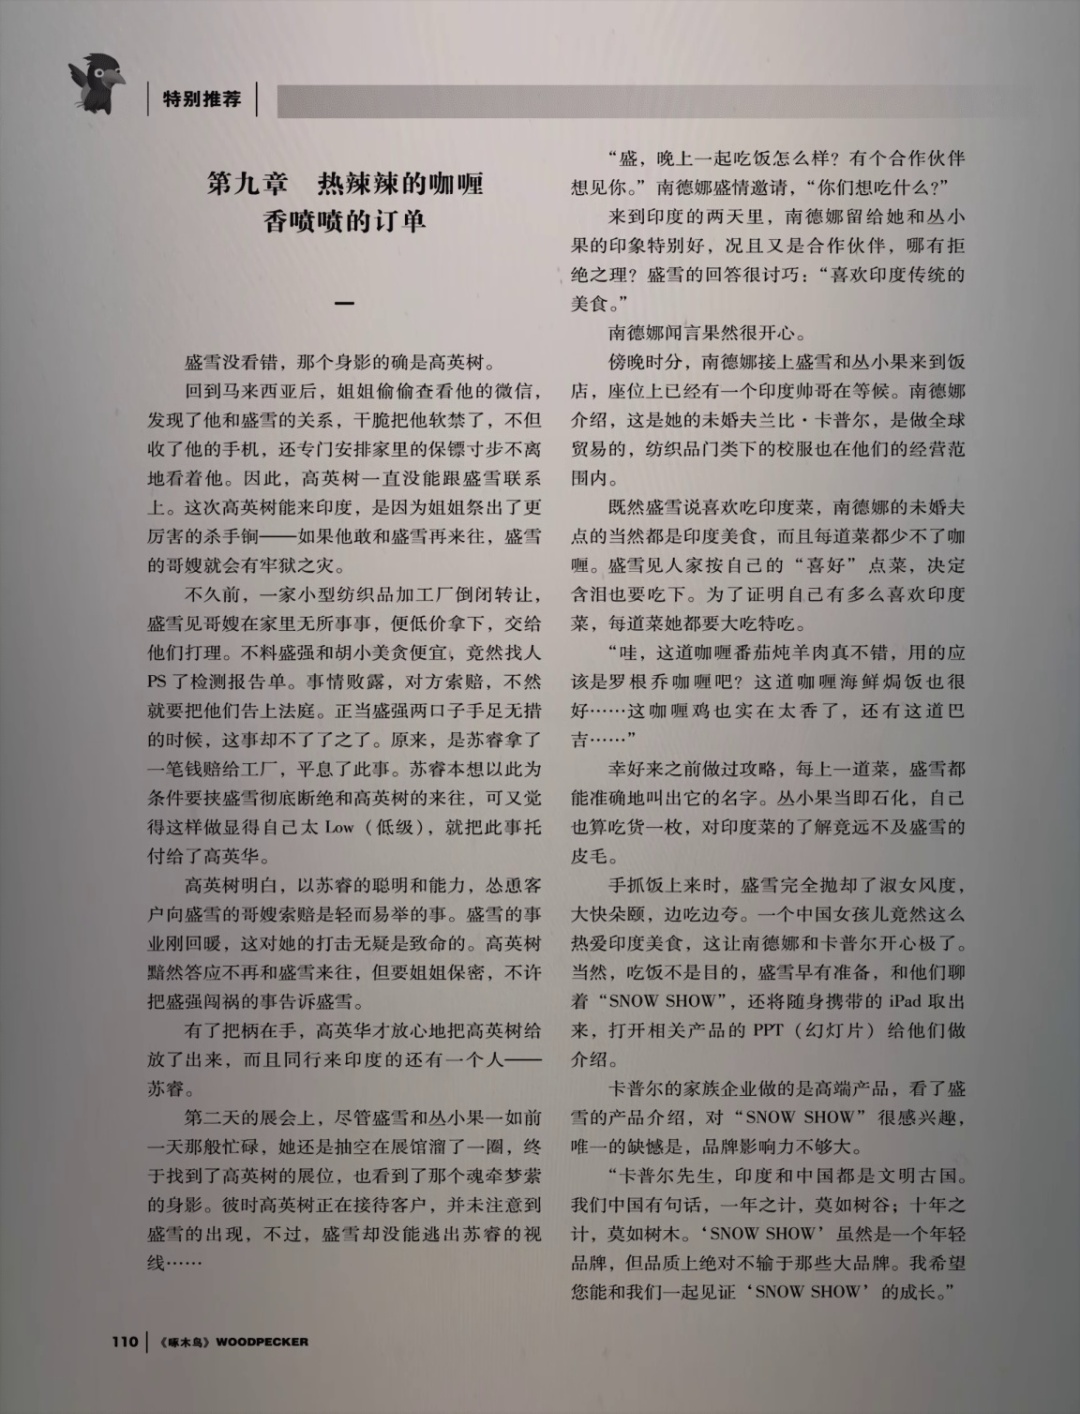 特别推荐
第九章　热辣辣的咖喱
香喷喷的订单
一
盛雪没看错，那个身影的确是高英树。
回到马来西亚后，姐姐偷偷查看他的微信，
发现了他和盛雪的关系，干脆把他软禁了，不但
收了他的手机，还专门安排家里的保镖寸步不离
地看着他。因此，高英树一直没能跟盛雪联系
上。这次高英树能来印度，是因为姐姐祭出了更
厉害的杀手锏——如果他敢和盛雪再来往，盛雪
的哥嫂就会有牢狱之灾。
不久前，一家小型纺织品加工厂倒闭转让，
盛雪见哥嫂在家里无所事事，便低价拿下，交给
他们打理。不料盛强和胡小美贪便宜，竟然找人
PS了检测报告单。事情败露，对方索赔，不然
就要把他们告上法庭。正当盛强两口子手足无措
的时候，这事却不了了之了。原来，是苏睿拿了
一笔钱赔给工厂，平息了此事。苏睿本想以此为
条件要挟盛雪彻底断绝和高英树的来往，可又觉
得这样做显得自己太 Low（低级），就把此事托
付给了高英华。
高英树明白，以苏睿的聪明和能力，怂恿客
户向盛雪的哥嫂索赔是轻而易举的事。盛雪的事
业刚回暖，这对她的打击无疑是致命的。高英树
黯然答应不再和盛雪来往，但要姐姐保密，不许
把盛强闯祸的事告诉盛雪。
有了把柄在手，高英华才放心地把高英树给
放了出来，而且同行来印度的还有一个人——
苏睿。
第二天的展会上，尽管盛雪和丛小果一如前
一天那般忙碌，她还是抽空在展馆溜了一圈，终
于找到了高英树的展位，也看到了那个魂牵梦萦
的身影。彼时高英树正在接待客户，并未注意到
盛雪的出现，不过，盛雪却没能逃出苏睿的视
线……
“盛，晚上一起吃饭怎么样？有个合作伙伴
想见你。”南德娜盛情邀请，“你们想吃什么？”
来到印度的两天里，南德娜留给她和丛小
果的印象特别好，况且又是合作伙伴，哪有拒
绝之理？盛雪的回答很讨巧：“喜欢印度传统的
美食。”
南德娜闻言果然很开心。
傍晚时分，南德娜接上盛雪和丛小果来到饭
店，座位上已经有一个印度帅哥在等候。南德娜
介绍，这是她的未婚夫兰比·卡普尔，是做全球
贸易的，纺织品门类下的校服也在他们的经营范
围内。
既然盛雪说喜欢吃印度菜，南德娜的未婚夫
点的当然都是印度美食，而且每道菜都少不了咖
喱。盛雪见人家按自己的“喜好”点菜，决定
含泪也要吃下。为了证明自己有多么喜欢印度
菜，每道菜她都要大吃特吃。
“哇，这道咖喱番茄炖羊肉真不错，用的应
该是罗根乔咖喱吧？这道咖喱海鲜焗饭也很
好……这咖喱鸡也实在太香了，还有这道巴
吉……”
幸好来之前做过攻略，每上一道菜，盛雪都
能准确地叫出它的名字。丛小果当即石化，自己
也算吃货一枚，对印度菜的了解竟远不及盛雪的
皮毛。
手抓饭上来时，盛雪完全抛却了淑女风度，
大快朵颐，边吃边夸。一个中国女孩儿竟然这么
热爱印度美食，这让南德娜和卡普尔开心极了。
当然，吃饭不是目的，盛雪早有准备，和他们聊
着“SNOW SHOW”，还将随身携带的 iPad 取出
来，打开相关产品的 PPT（幻灯片）给他们做
介绍。
卡普尔的家族企业做的是高端产品，看了盛
雪的产品介绍，对“SNOW SHOW”很感兴趣，
唯一的缺憾是，品牌影响力不够大。
“卡普尔先生，印度和中国都是文明古国。
我们中国有句话，一年之计，莫如树谷；十年之
计，莫如树木。‘SNOW SHOW’虽然是一个年轻
品牌，但品质上绝对不输于那些大品牌。我希望
您能和我们一起见证‘SNOW SHOW’的成长。”
110 《啄木鸟》WOODPECKER